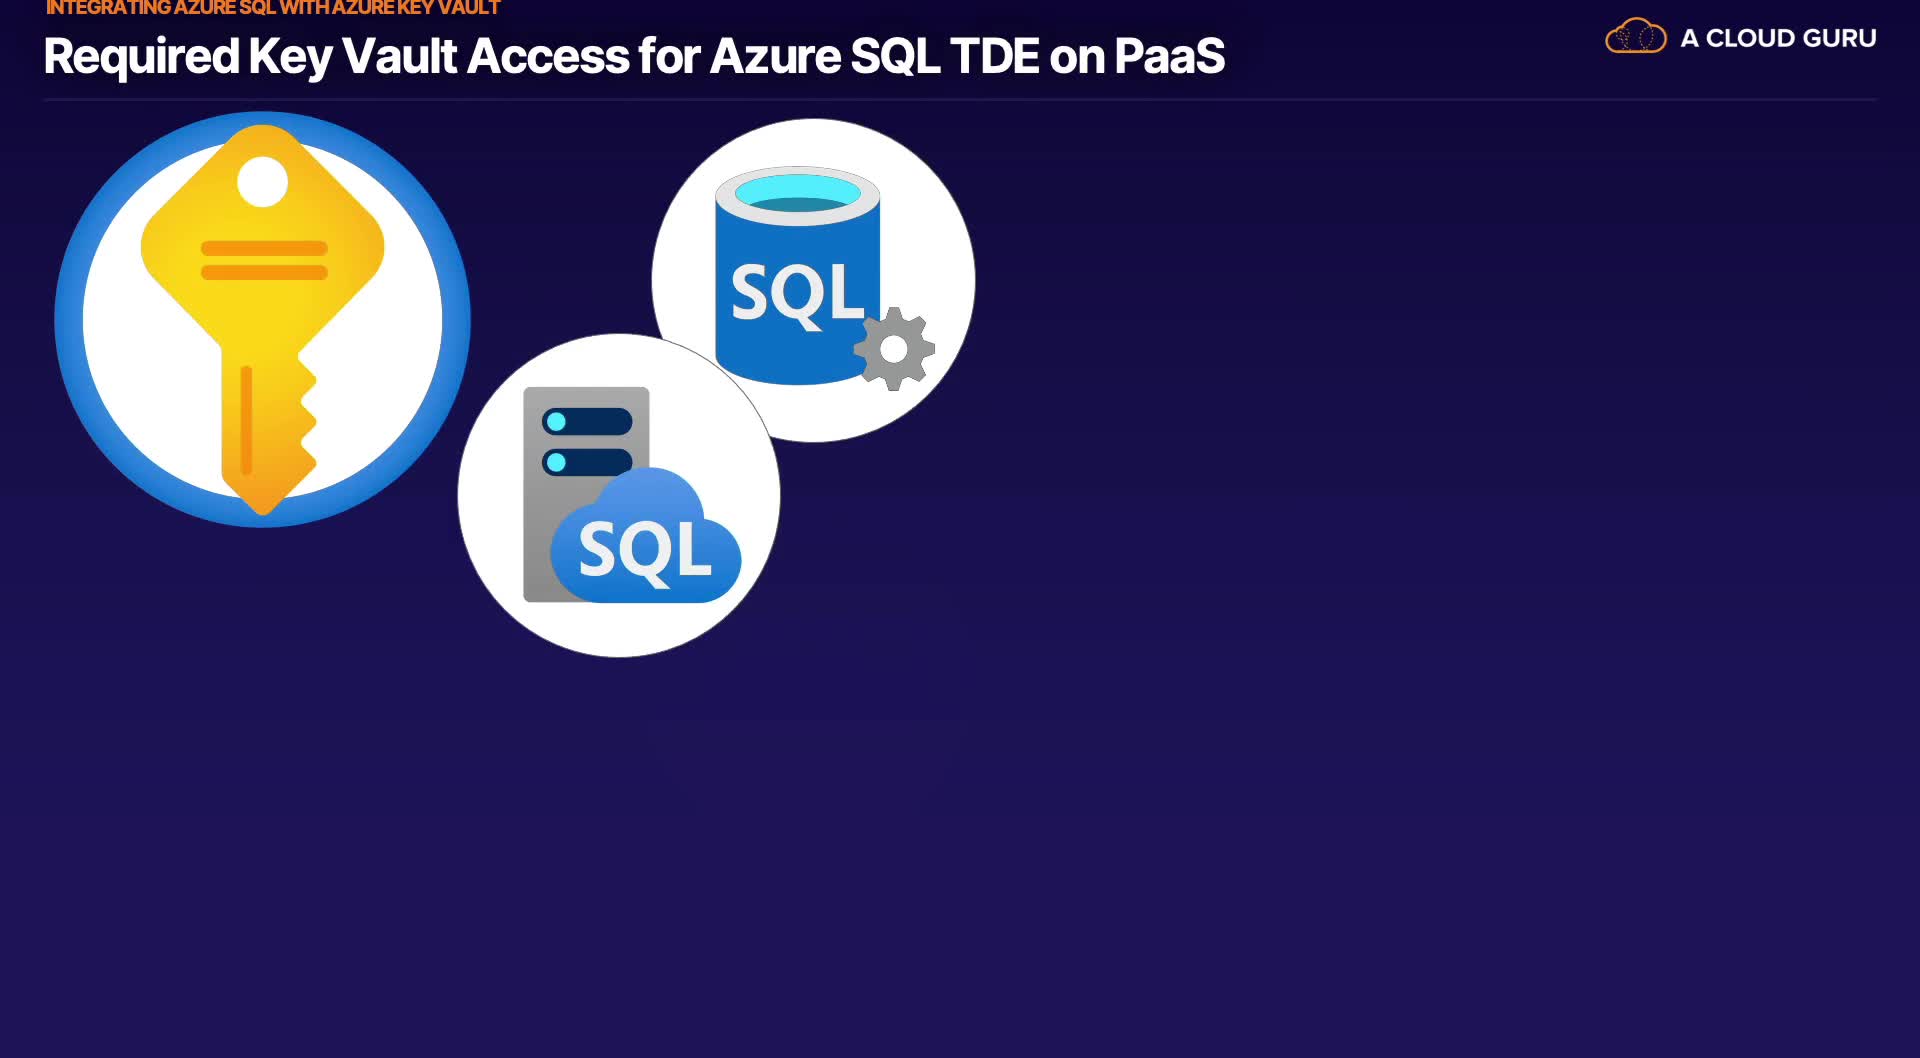 INTEGRATING AZURE SQL WITH AZURE KEY VAULT
Required Key Vault Access for Azure SQL TDE on PaaS
A CLOUD GURU
SQL
SQL